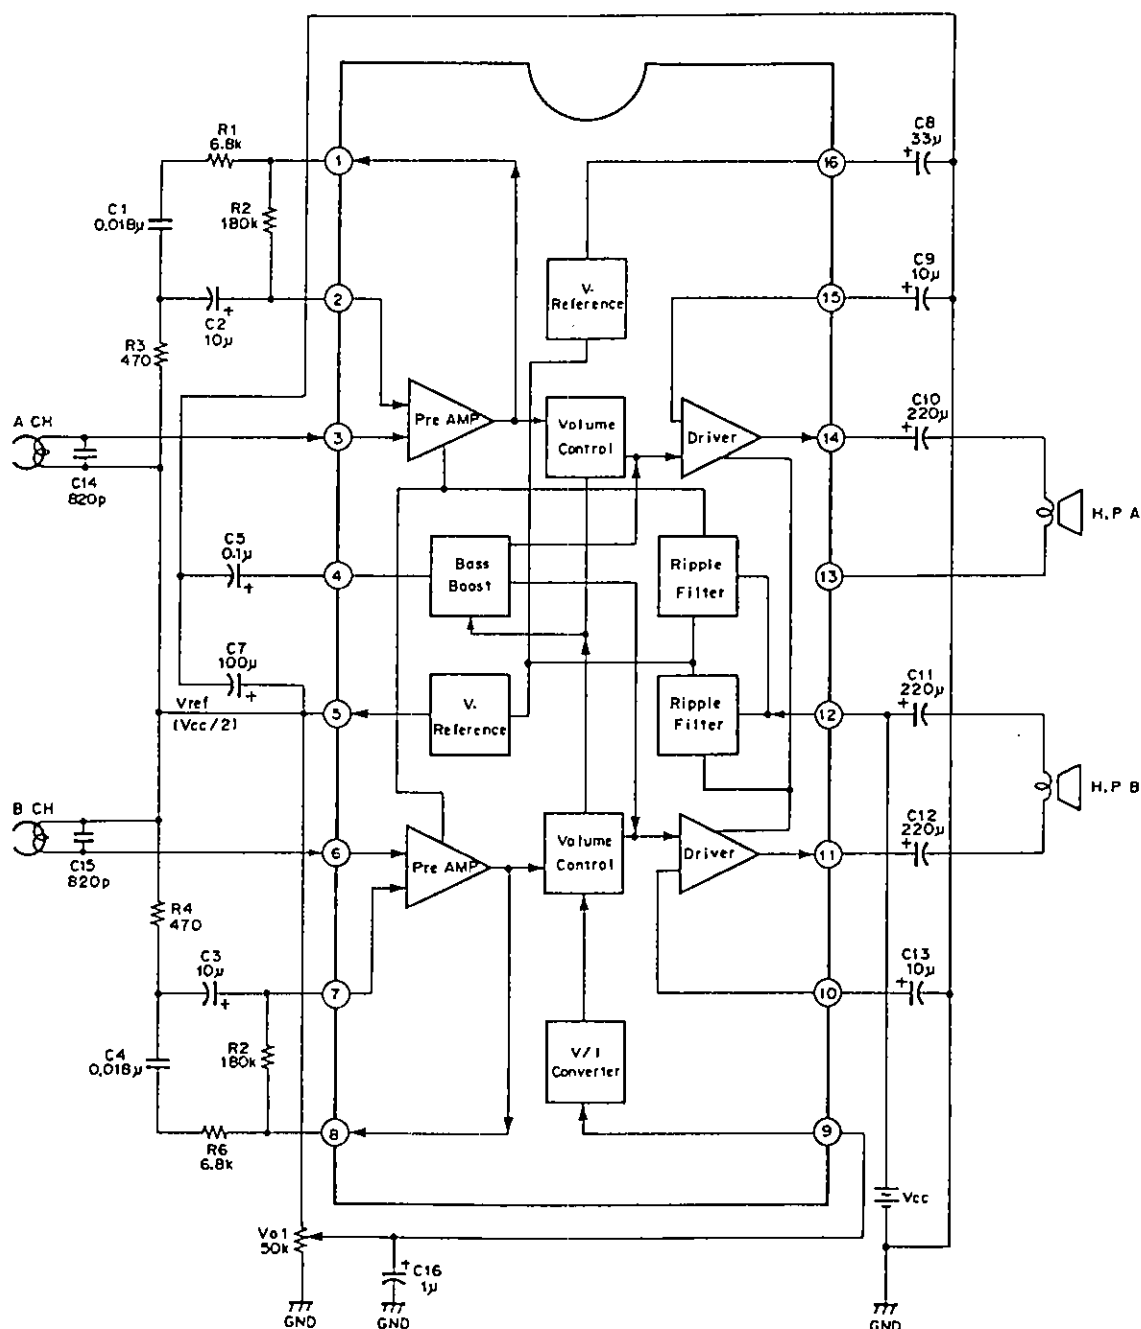 R1
6.8k
1
C1
0.018μ
R2
180k
2
C2
10μ
R3
470
A CH
3
C14
820p
Pre AMP
V.
Reference
Volume
Control
Driver
16
C8
33μ
+
15
C9
10μ
+
14
C10
220μ
+
H.P A
13
C5
0.1μ
+
4
Bass
Boost
Ripple
Filter
C7
100μ
+
Vref
(Vcc/2)
5
V.
Reference
Ripple
Filter
12
C11
220μ
+
H.P B
B CH
C15
820p
6
Pre AMP
Volume
Control
Driver
11
C12
220μ
+
R4
470
C3
10μ
+
7
10
C13
10μ
+
C4
0.018μ
R2
180k
V/I
Converter
8
R6
6.8k
9
Vcc
Vol
50k
+
C16
1μ
GND
GND
GND